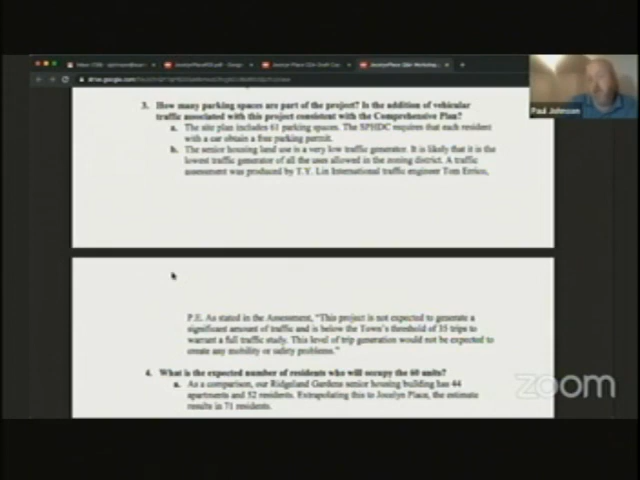 drive.google.com
Paul Johnson
3. How many parking spaces are part of the project? Is the addition of vehicular
traffic associated with this project consistent with the Comprehensive Plan?
a. The site plan includes 61 parking spaces. The SPHDC requires that each resident
with a car obtain a free parking permit.
b. The senior housing land use is a very low traffic generator. It is likely that it is the
lowest traffic generator of all the uses allowed in the zoning district. A traffic
assessment was produced by T.Y. Lin International traffic engineer Tom Errico,
P.E. As stated in the Assessment, "This project is not expected to generate a
significant amount of traffic and is below the Town's threshold of 35 trips to
warrant a full traffic study. This level of trip generation would not be expected to
create any mobility or safety problems."
4. What is the expected number of residents who will occupy the 60 units?
a. As a comparison, our Ridgeland Gardens senior housing building has 44
apartments and 52 residents. Extrapolating this to Jocelyn Place, the estimate
results in 71 residents.
zoom